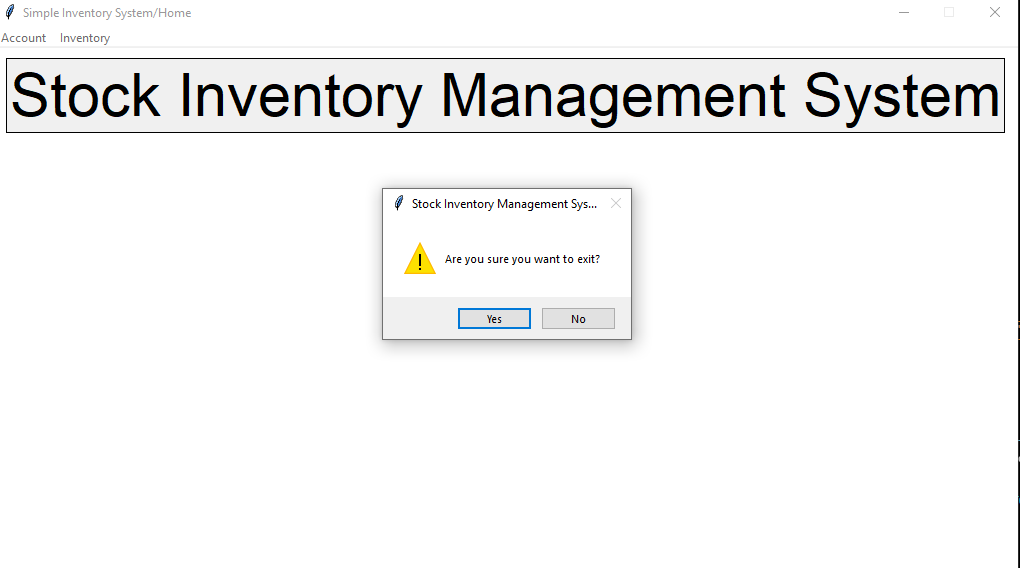 Simple Inventory System/Home
Account Inventory
Stock Inventory Management System
Stock Inventory Management Sys...
Are you sure you want to exit?
Yes No